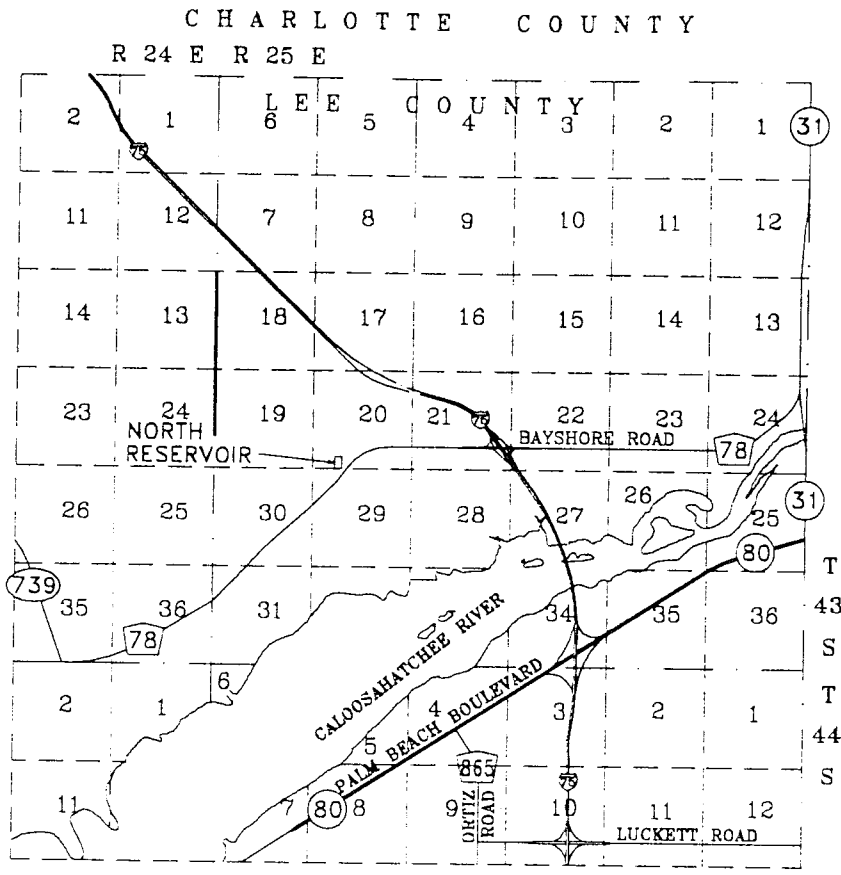 CHARLOTTE COUNTY
R 24 E R 25 E
LEE COUNTY
2 1 6 5 4 3 2 1 31
75
11 12 7 8 9 10 11 12
14 13 18 17 16 15 14 13
23 24 19 20 21 75 22 23 24
NORTH
RESERVOIR
BAYSHORE ROAD
78
26 25 30 29 28 27 26 25
31
80
739
35 36 31 34 35 36
78
CALOOSAHATCHEE RIVER
T
43
S
2 1 6 5 4 3 2 1
PALM BEACH BOULEVARD
T
44
S
865
75
11 7 80 8 9 10 11 12
ORTIZ
ROAD
LUCKETT ROAD